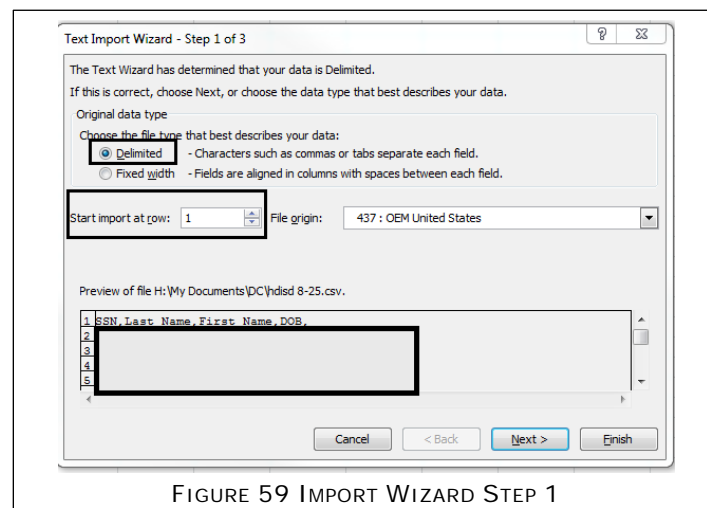 Text Import Wizard - Step 1 of 3
The Text Wizard has determined that your data is Delimited.
If this is correct, choose Next, or choose the data type that best describes your data.
Original data type
Choose the file type that best describes your data:
Delimited - Characters such as commas or tabs separate each field.
Fixed width - Fields are aligned in columns with spaces between each field.
Start import at row: 1 File origin: 437 : OEM United States
Preview of file H:\My Documents\DC\hdisd 8-25.csv.
1 SSN,Last Name,First Name,DOB,
2
3
4
5
Cancel < Back Next > Finish
FIGURE 59 IMPORT WIZARD STEP 1